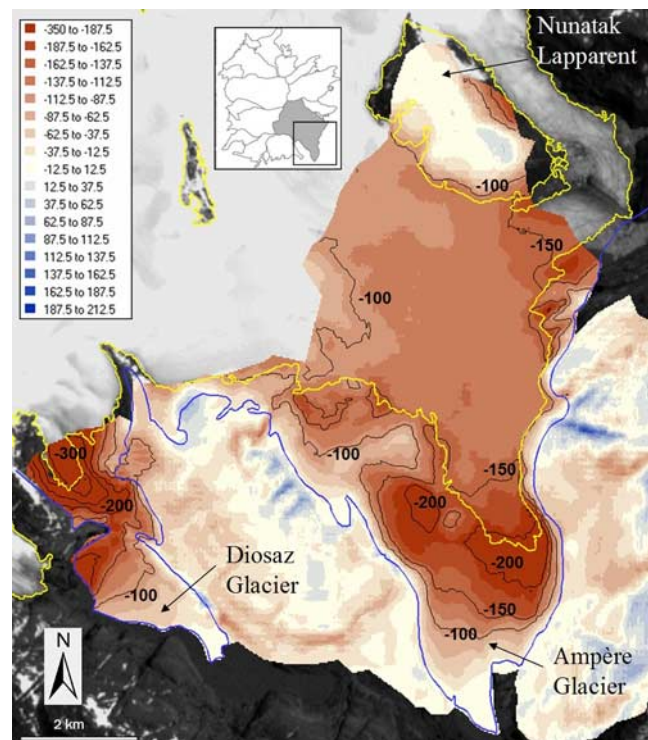 -350 to -187.5
-187.5 to -162.5
-162.5 to -137.5
-137.5 to -112.5
-112.5 to -87.5
-87.5 to -62.5
-62.5 to -37.5
-37.5 to -12.5
-12.5 to 12.5
12.5 to 37.5
37.5 to 62.5
62.5 to 87.5
87.5 to 112.5
112.5 to 137.5
137.5 to 162.5
162.5 to 187.5
187.5 to 212.5
Nunatak
Lapparent
-100
-150
-100
-300
-100
-150
-200
-200
-200
-100
-150
-100
Diosaz
Glacier
Ampère
Glacier
N
2 km